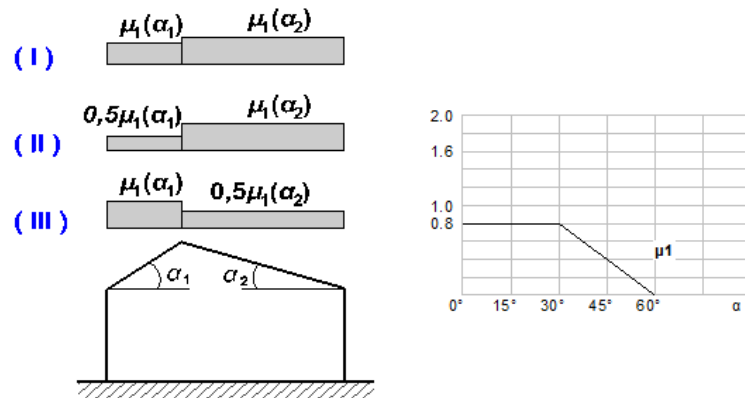 μ₁(α₁) μ₁(α₂)
( I )
0,5μ₁(α₁) μ₁(α₂)
( II )
μ₁(α₁) 0,5μ₁(α₂)
( III )
α₁ α₂
2.0
1.6
1.0
0.8
μ1
0° 15° 30° 45° 60° α